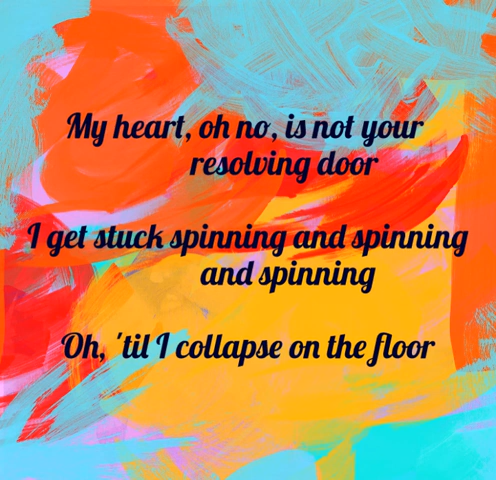 My heart, oh no, is not your
resolving door
I get stuck spinning and spinning
and spinning
Oh, 'til I collapse on the floor